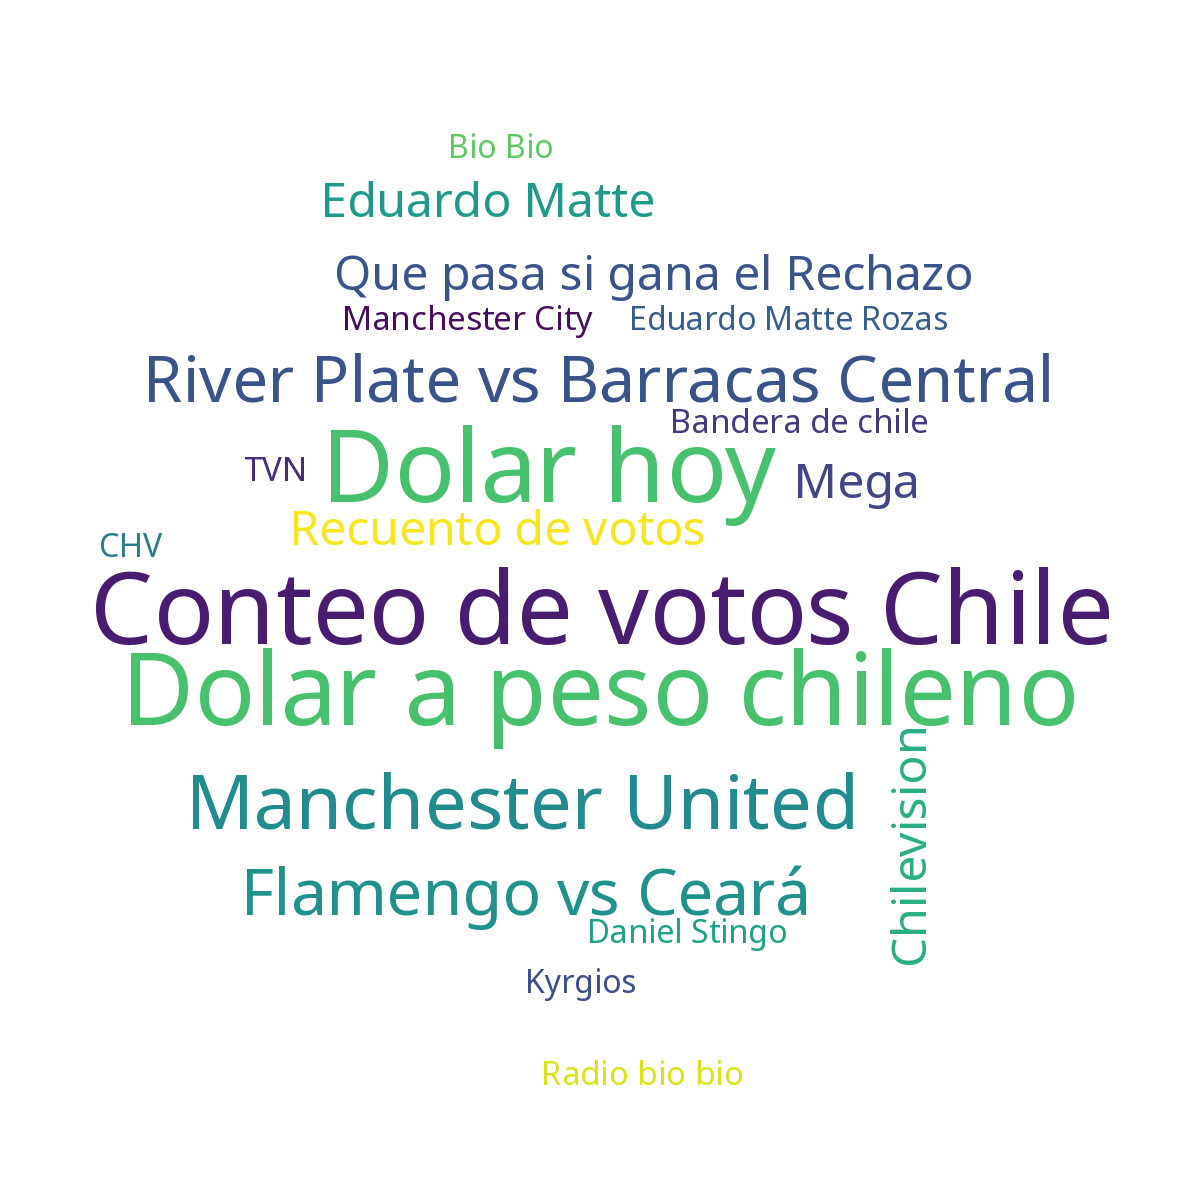 Bio Bio
Eduardo Matte
Que pasa si gana el Rechazo
Manchester City
Eduardo Matte Rozas
River Plate vs Barracas Central
Bandera de chile
Dolar hoy
TVN
Mega
Recuento de votos
CHV
Conteo de votos Chile
Dolar a peso chileno
Manchester United
Chilevision
Flamengo vs Ceará
Daniel Stingo
Kyrgios
Radio bio bio